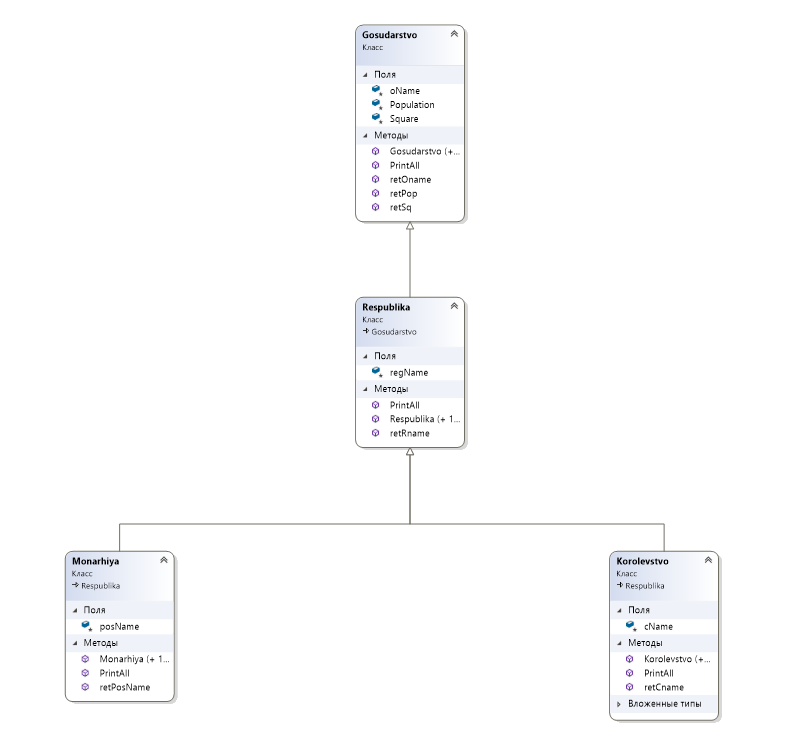 Gosudarstvo
Класс
Поля
oName
Population
Square
Методы
Gosudarstvo (+...
PrintAll
retOname
retPop
retSq
Respublika
Класс
Gosudarstvo
Поля
regName
Методы
PrintAll
Respublika (+ 1...
retRname
Monarhiya
Класс
Respublika
Поля
posName
Методы
Monarhiya (+ 1...
PrintAll
retPosName
Korolevstvo
Класс
Respublika
Поля
cName
Методы
Korolevstvo (+...
PrintAll
retCname
Вложенные типы